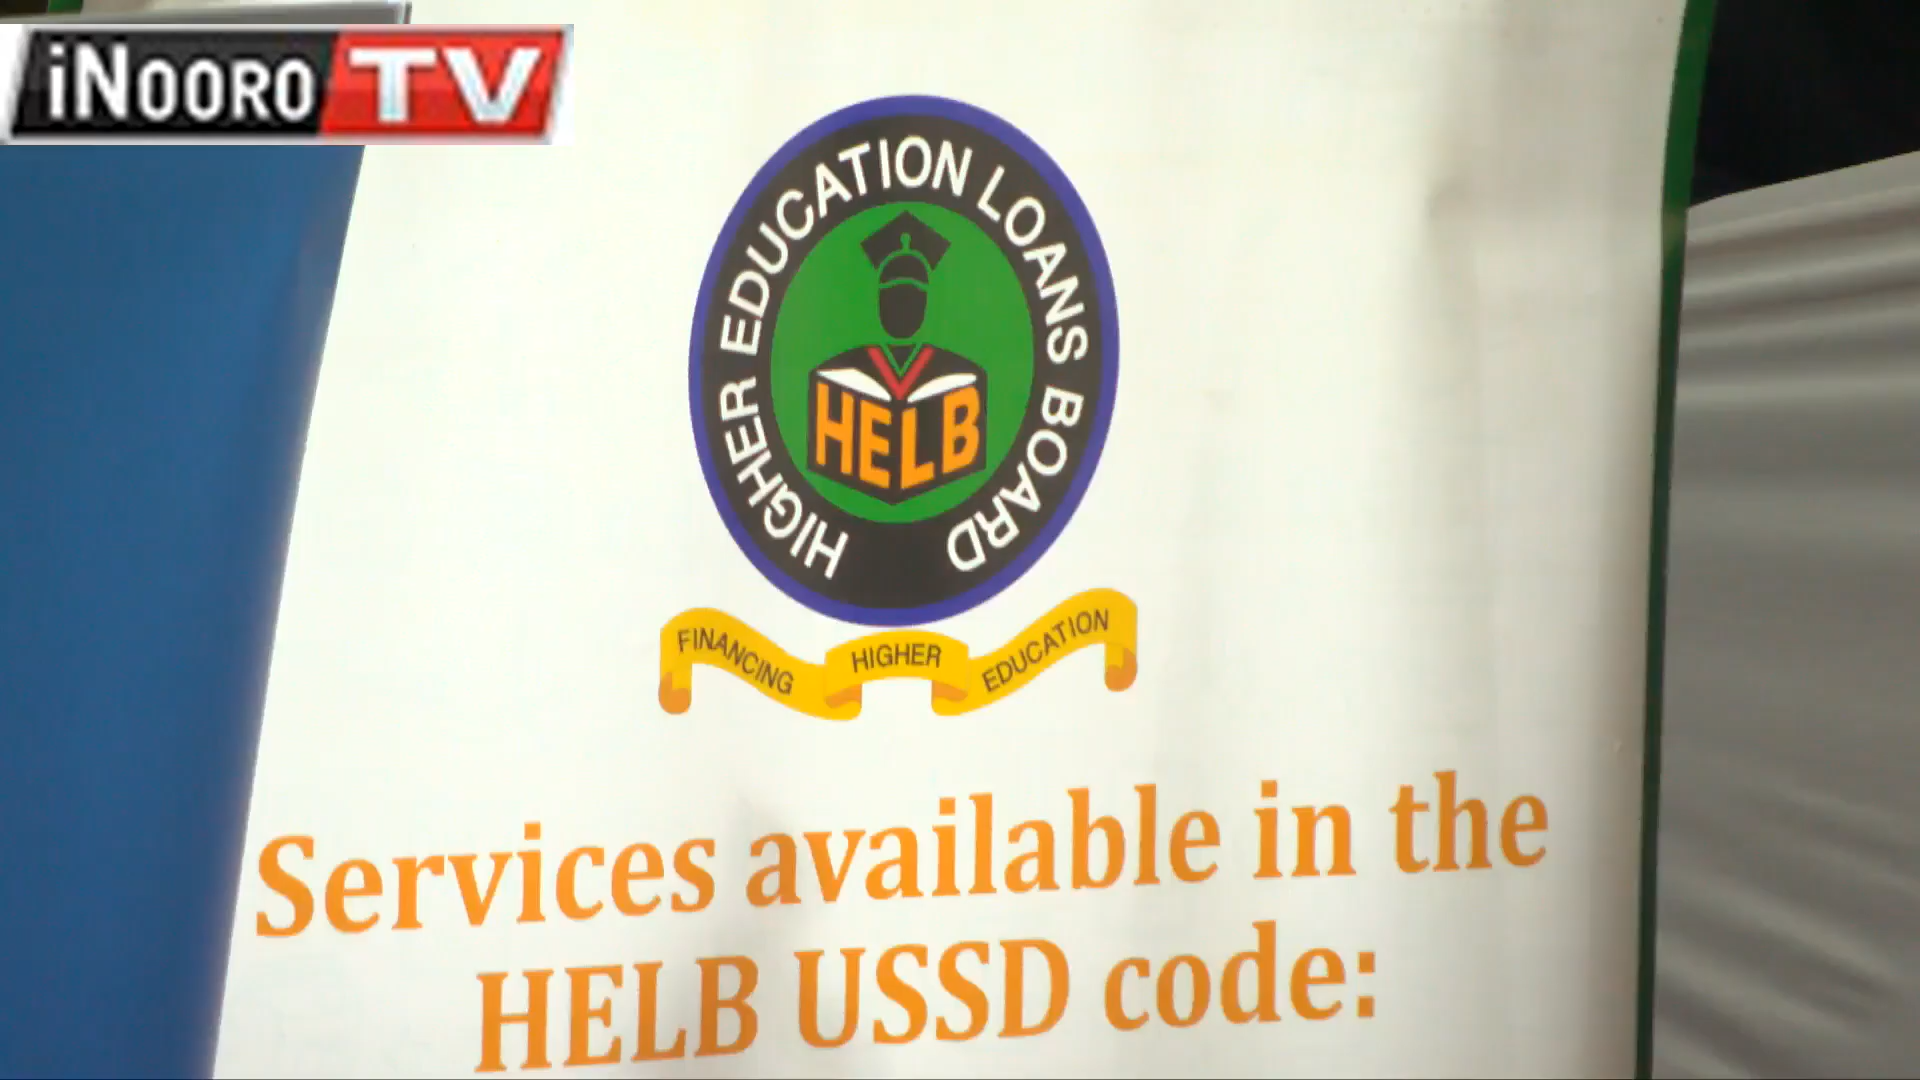 iNOORO TV
HIGHER EDUCATION LOANS BOARD
HELB
FINANCING HIGHER EDUCATION
Services available in the
HELB USSD code: